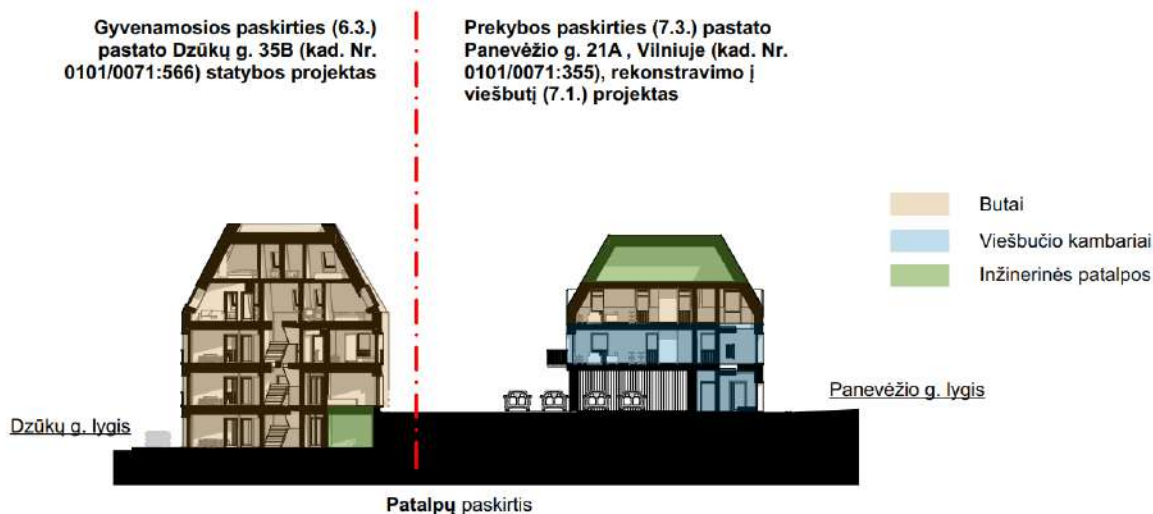 Gyvenamosios paskirties (6.3.)
pastato Dzūkų g. 35B (kad. Nr.
0101/0071:566) statybos projektas
Prekybos paskirties (7.3.) pastato
Panevėžio g. 21A , Vilniuje (kad. Nr.
0101/0071:355), rekonstravimo į
viešbutį (7.1.) projektas
Butai
Viešbučio kambariai
Inžinerinės patalpos
Panevėžio g. lygis
Dzūkų g. lygis
Patalpų paskirtis